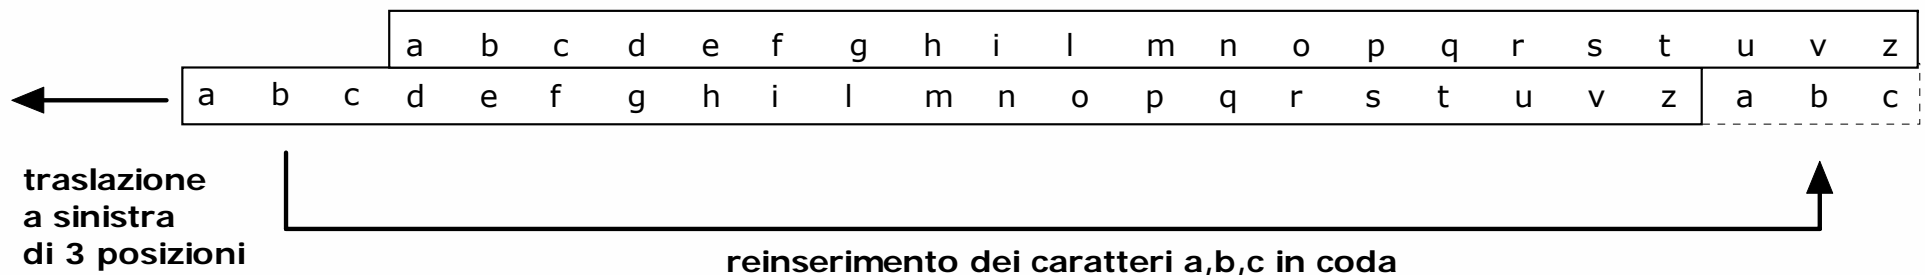 a b c d e f g h i l m n o p q r s t u v z
a b c d e f g h i l m n o p q r s t u v z a b c
traslazione
a sinistra
di 3 posizioni
reinserimento dei caratteri a,b,c in coda